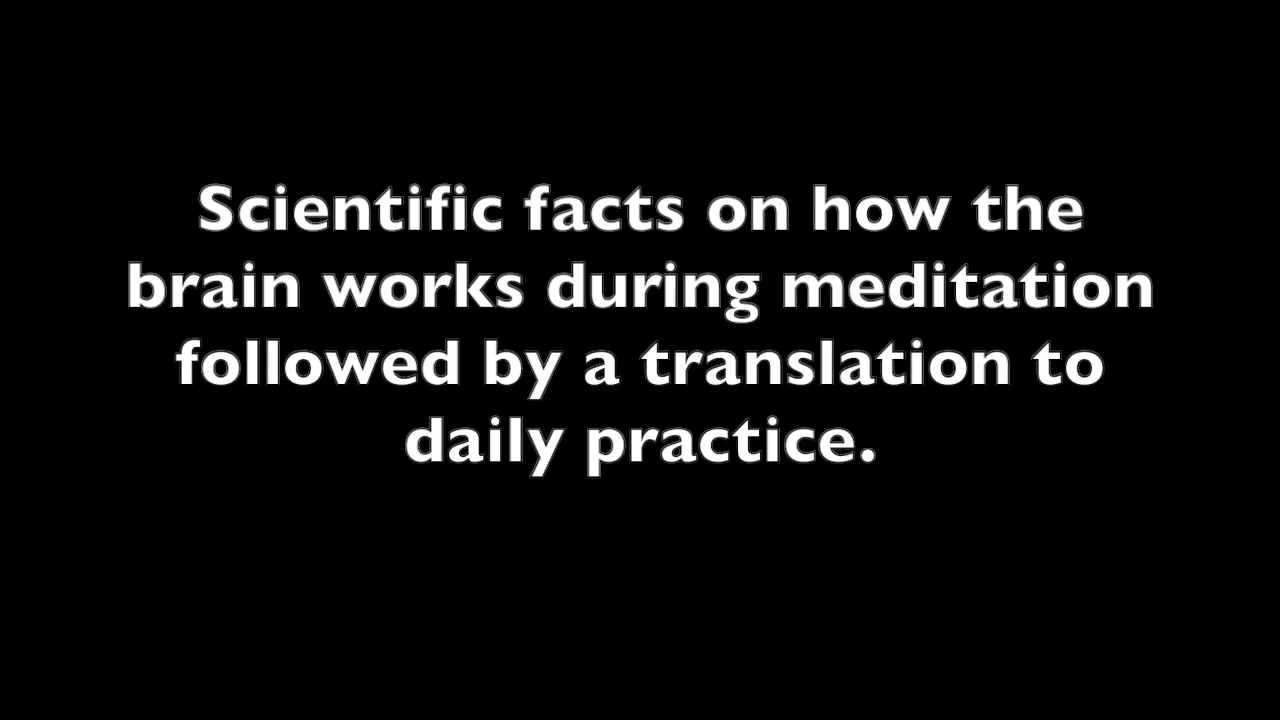 Scientific facts on how the
brain works during meditation
followed by a translation to
daily practice.